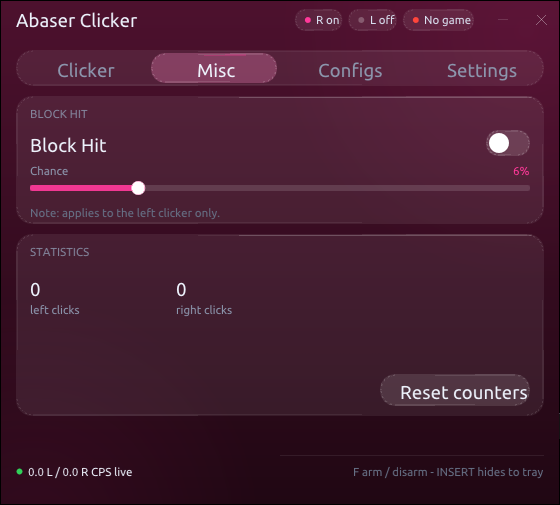 Abaser Clicker R on L off No game
Clicker Misc Configs Settings
BLOCK HIT
Block Hit
Chance 6%
Note: applies to the left clicker only.
STATISTICS
0 0
left clicks right clicks
Reset counters
0.0 L / 0.0 R CPS live F arm / disarm - INSERT hides to tray